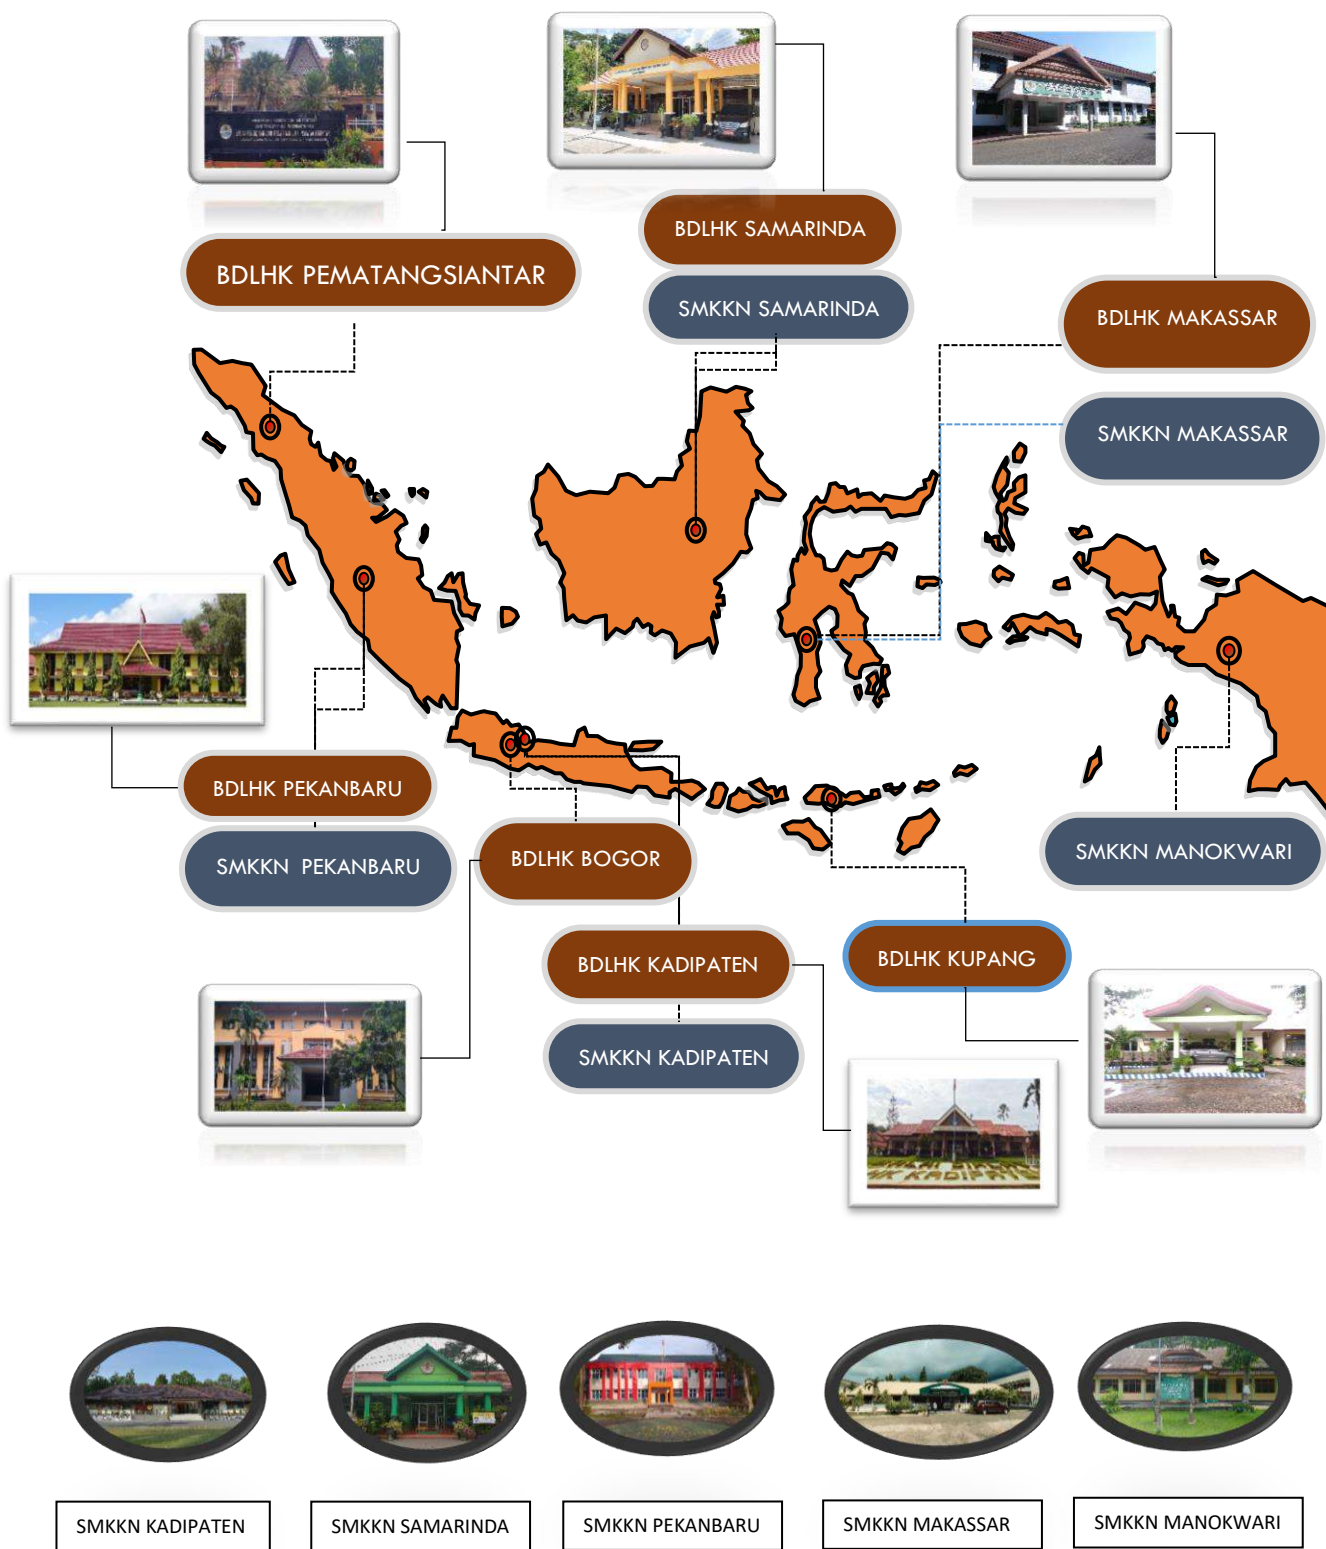 BDLHK SAMARINDA
BDLHK PEMATANGSIANTAR
SMKKN SAMARINDA
BDLHK MAKASSAR
SMKKN MAKASSAR
BDLHK PEKANBARU
SMKKN PEKANBARU
BDLHK BOGOR
SMKKN MANOKWARI
BDLHK KADIPATEN
BDLHK KUPANG
SMKKN KADIPATEN
SMKKN KADIPATEN
SMKKN SAMARINDA
SMKKN PEKANBARU
SMKKN MAKASSAR
SMKKN MANOKWARI